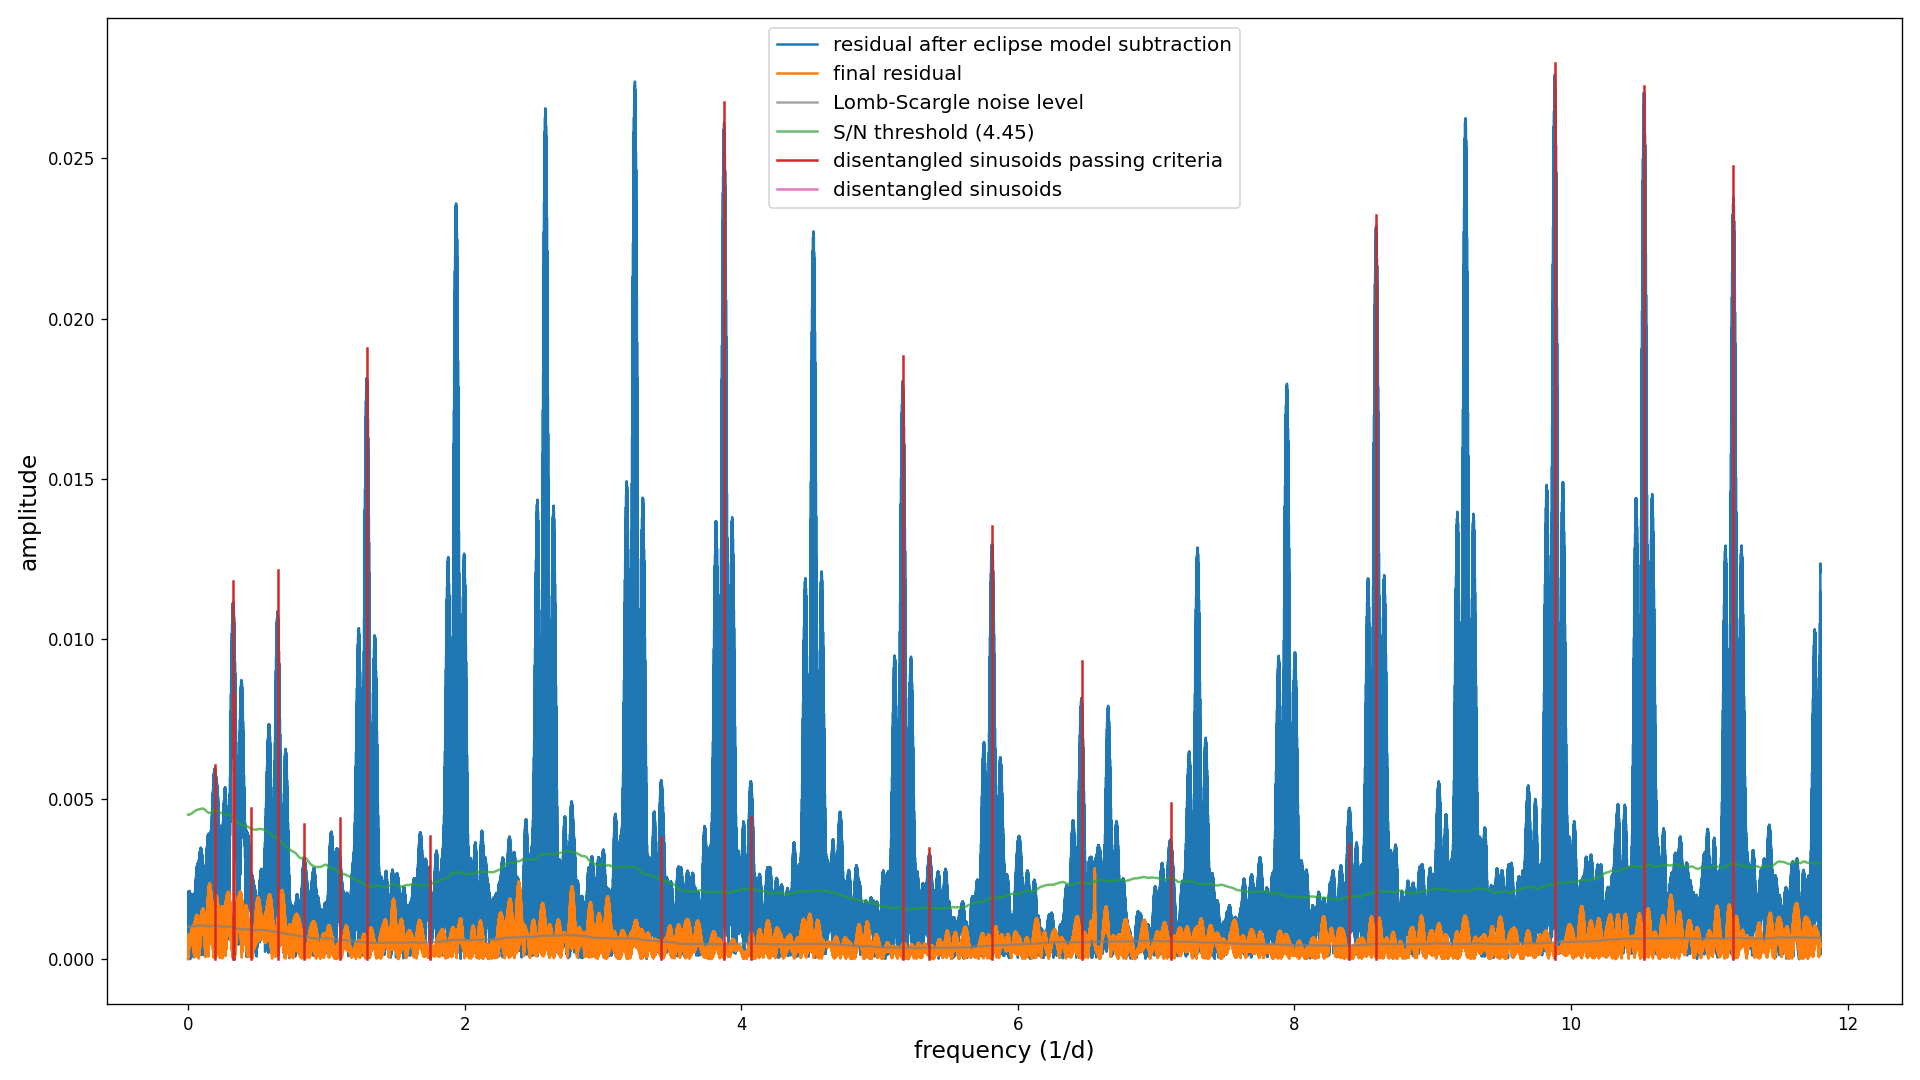 residual after eclipse model subtraction
final residual
Lomb-Scargle noise level
S/N threshold (4.45)
disentangled sinusoids passing criteria
disentangled sinusoids
amplitude
0.025
0.020
0.015
0.010
0.005
0.000
0 2 4 6 8 10 12
frequency (1/d)